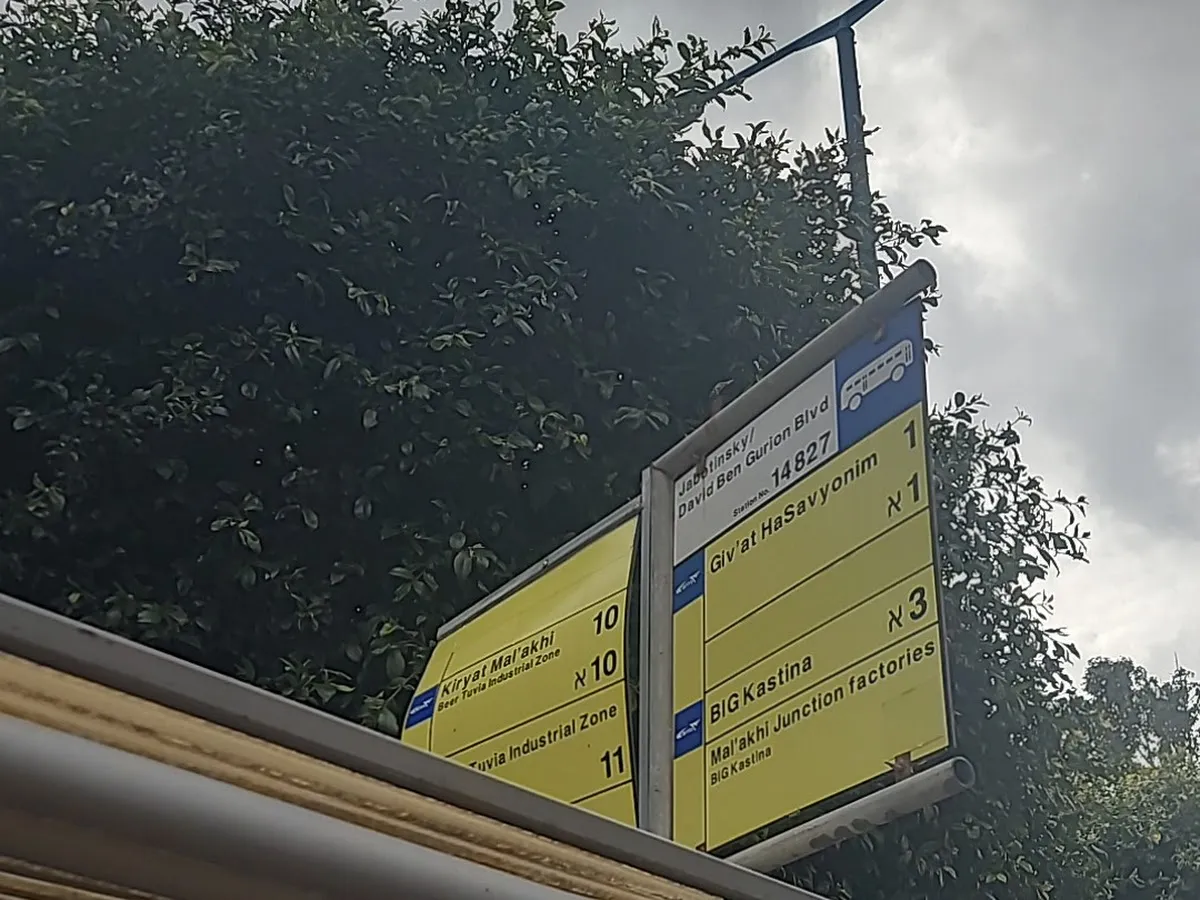 Jabotinsky/
David Ben Gurion Blvd
Station No. 14827
1
Giv'at HaSavyonim
א 1
א 3
BIG Kastina
Mal'akhi Junction factories
BIG Kastina
10
Kiryat Mal'akhi
Beer Tuvia Industrial Zone
א 10
Tuvia Industrial Zone
11